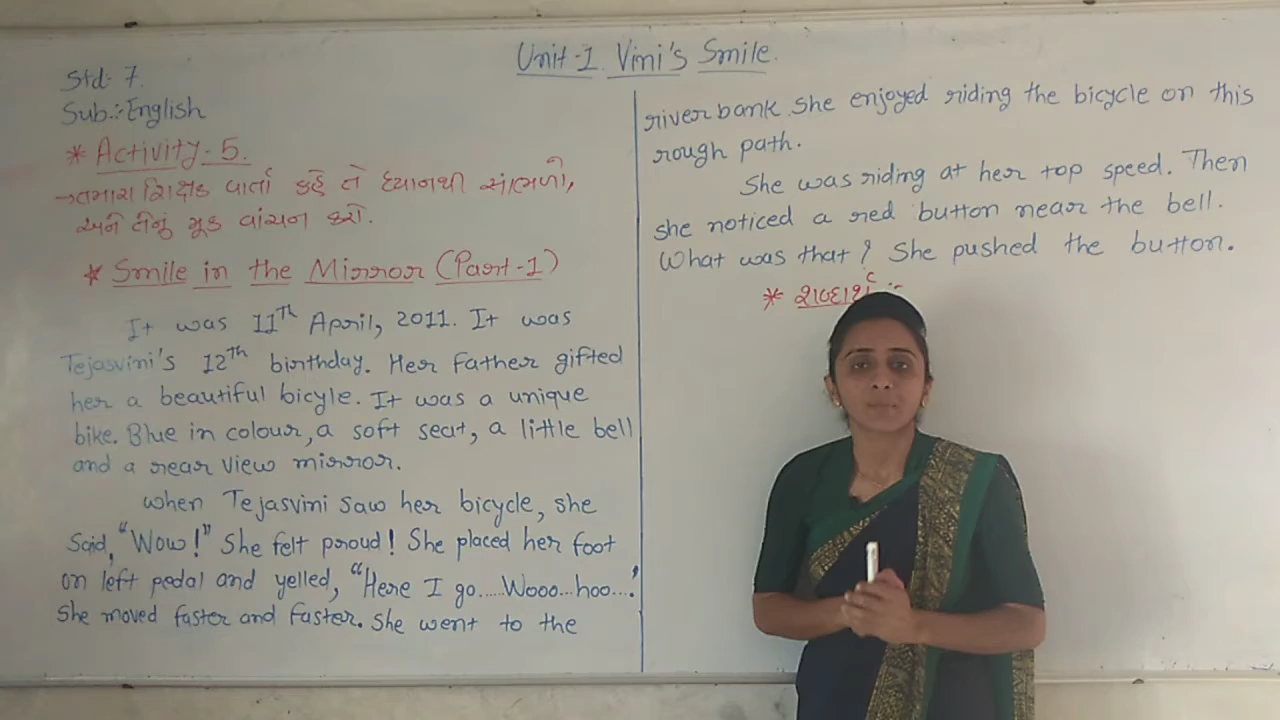 Unit-1. Vini's Smile.
Std:- 7.
Sub.:- English
* Activity-5.
→ તમારા શિક્ષક વાર્તા કહે તે ધ્યાનથી સાંભળો,
અને તેનું મૂક વાંચન કરો.
* Smile in the Mirror (Part-1)
It was 11Th April, 2011. It was
Tejasvini's 12Th birthday. Her Father gifted
her a beautiful bicyle. It was a unique
bike. Blue in colour, a soft seat, a little bell
and a rear view mirror.
when Tejasvini saw her bicycle, she
Said, "Wow!" She felt proud! She placed her foot
on left pedal and yelled, "Here I go.....Wooo...hoo....'
She moved faster and faster. She went to the
river bank. She enjoyed riding the bicycle on this
rough path.
She was riding at her top speed. Then
she noticed a red button near the bell.
What was that? She pushed the button.
* શબ્દાર્થ :-